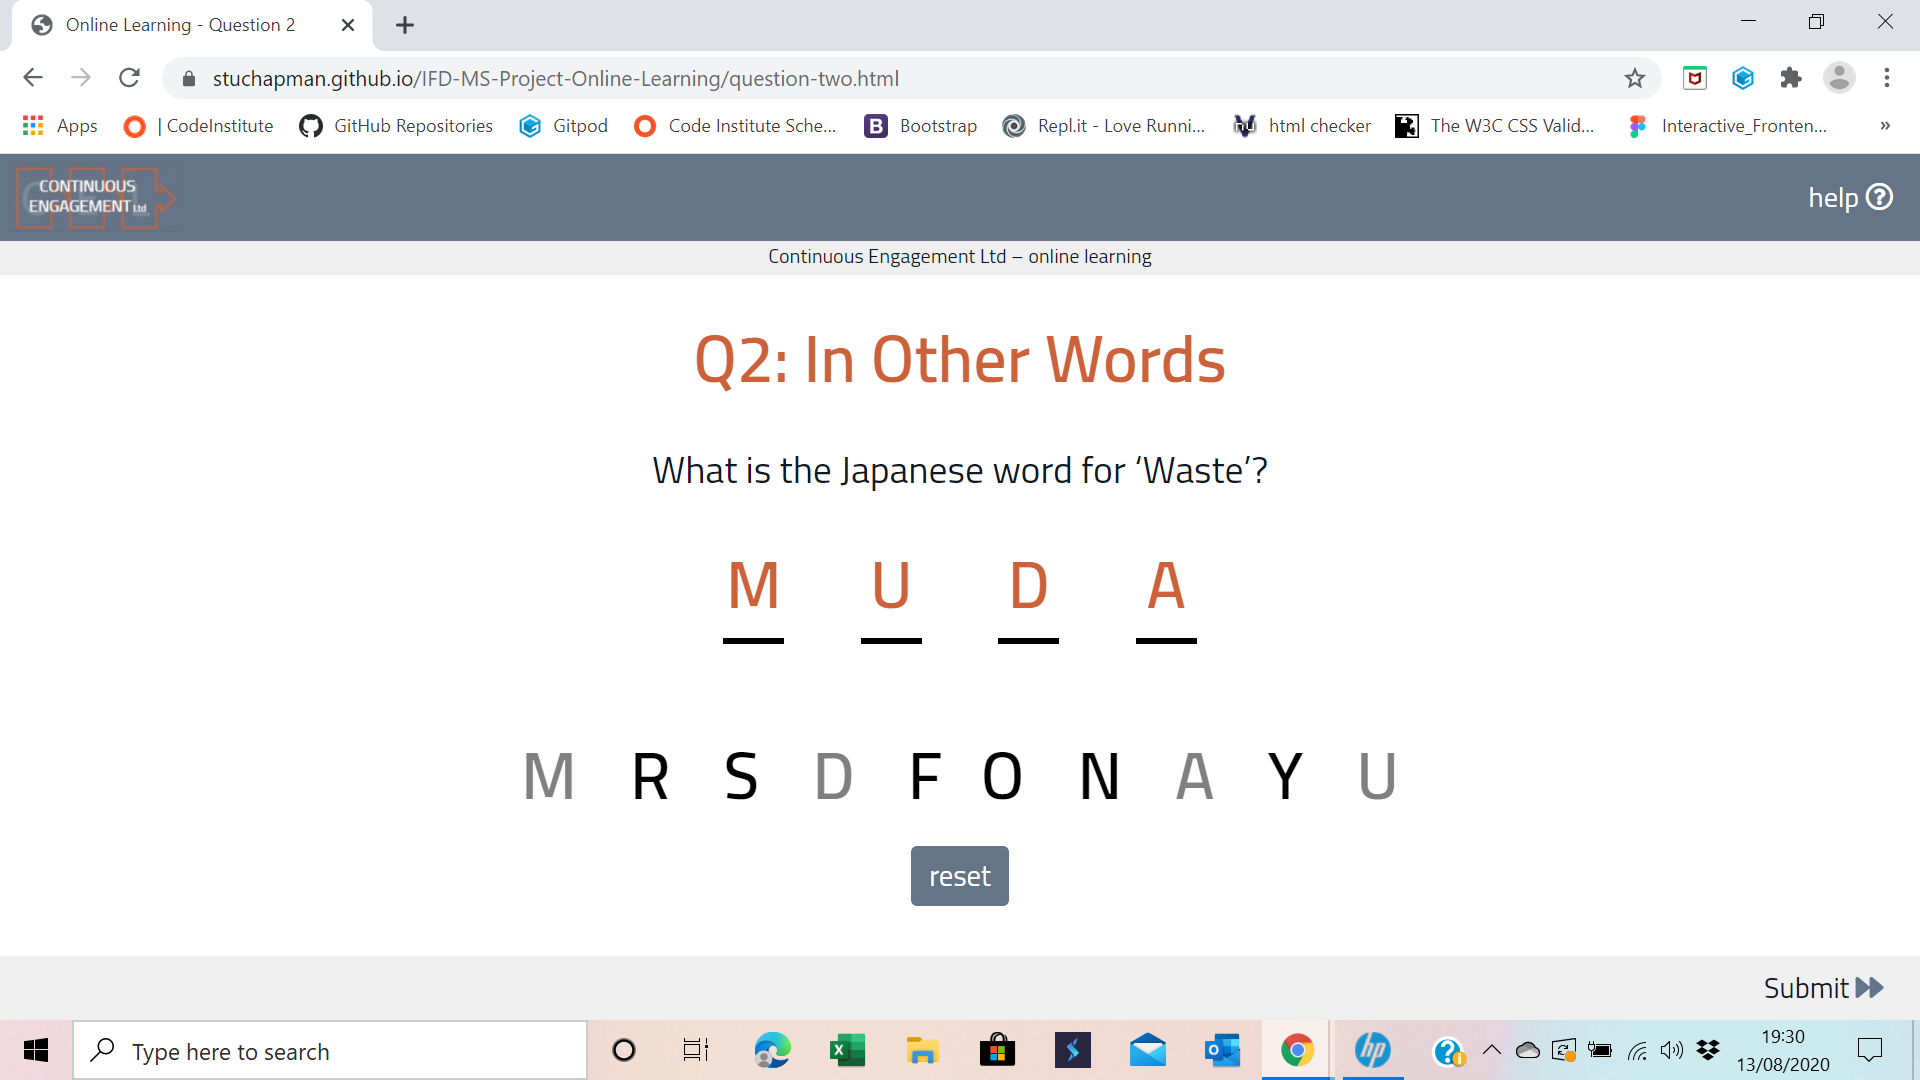 Online Learning - Question 2
stuchapman.github.io/IFD-MS-Project-Online-Learning/question-two.html
Apps | CodeInstitute GitHub Repositories Gitpod Code Institute Sche... B Bootstrap Repl.it - Love Runni... html checker The W3C CSS Valid... Interactive_Fronten... »
CONTINUOUS
ENGAGEMENT Ltd
help ?
Continuous Engagement Ltd – online learning
Q2: In Other Words
What is the Japanese word for ‘Waste’?
M U D A
M R S D F O N A Y U
reset
Submit
Type here to search
19:30
13/08/2020